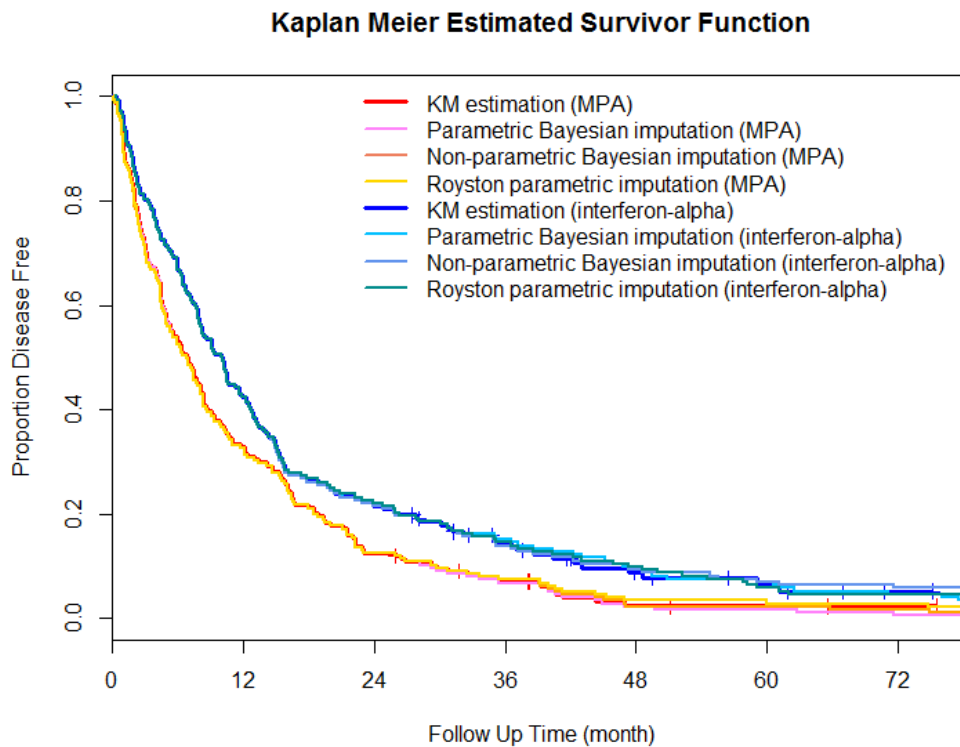 Kaplan Meier Estimated Survivor Function
KM estimation (MPA)
Parametric Bayesian imputation (MPA)
Non-parametric Bayesian imputation (MPA)
Royston parametric imputation (MPA)
KM estimation (interferon-alpha)
Parametric Bayesian imputation (interferon-alpha)
Non-parametric Bayesian imputation (interferon-alpha)
Royston parametric imputation (interferon-alpha)
Proportion Disease Free
1.0
0.8
0.6
0.4
0.2
0.0
0 12 24 36 48 60 72
Follow Up Time (month)